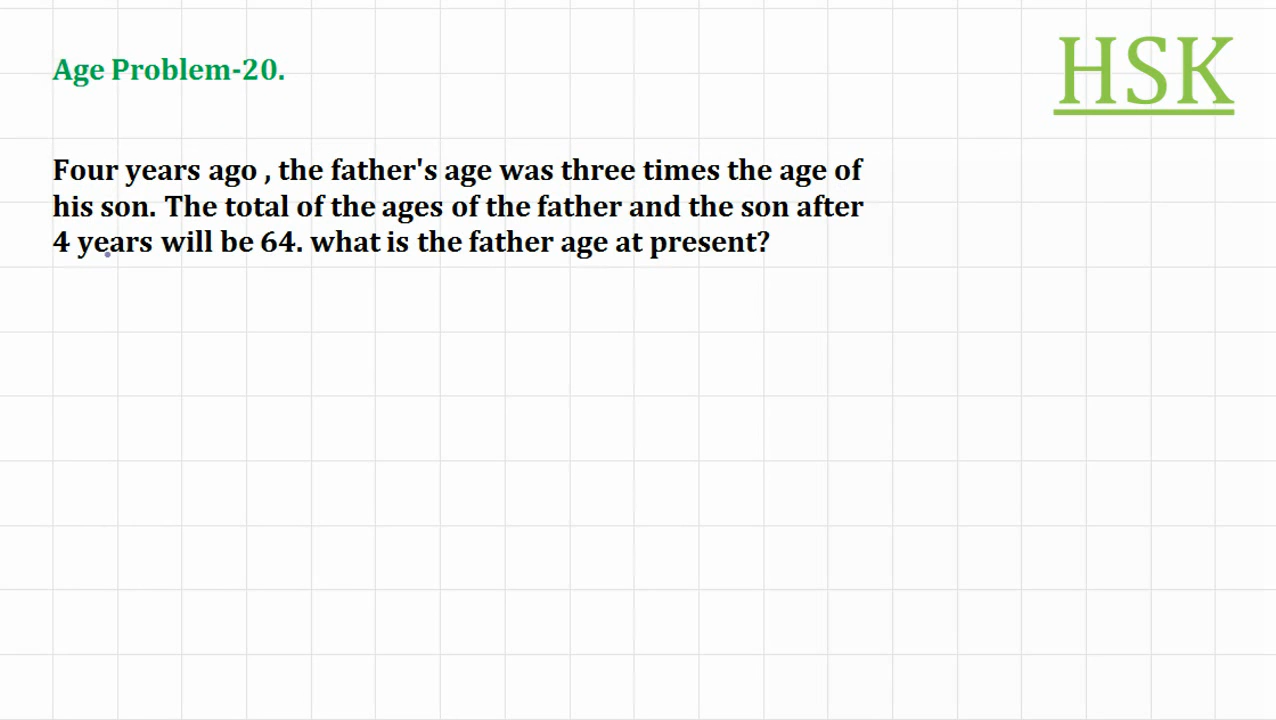 HSK
Age Problem-20.
Four years ago , the father's age was three times the age of
his son. The total of the ages of the father and the son after
4 years will be 64. what is the father age at present?